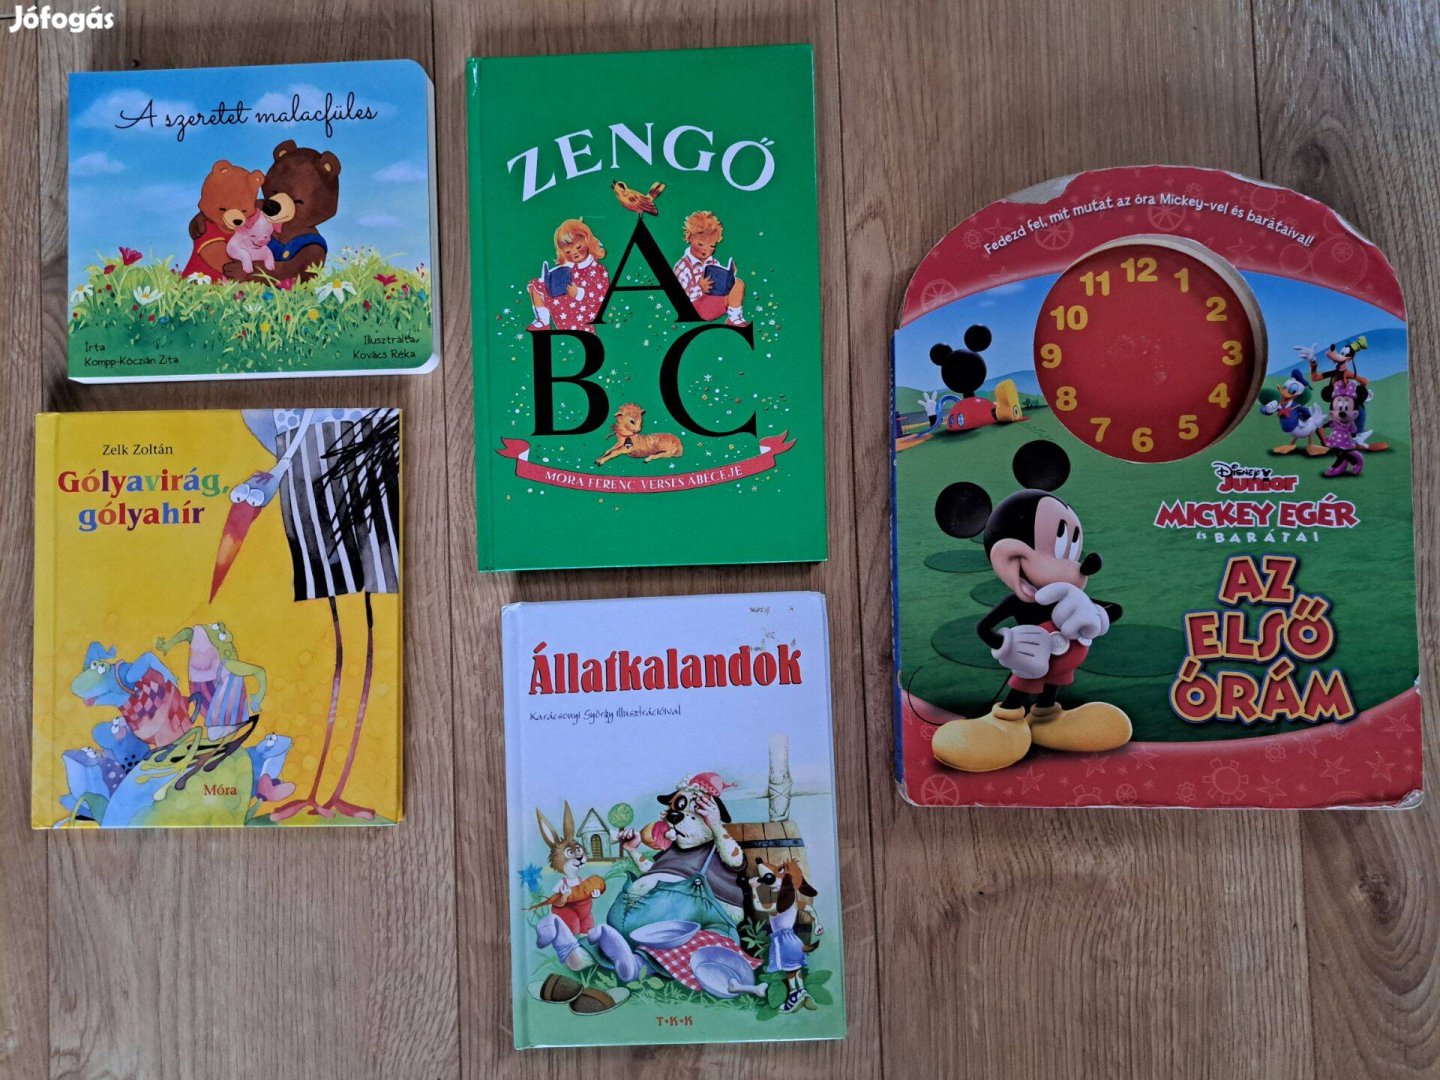 Jófogás
A szeretet malacfüles
Írta
Kompp-Kóczián Zita
Illusztrálta
Kovács Réka
ZENGŐ
A
B C
MÓRA FERENC VERSES ÁBÉCÉJE
Fedezd fel, mit mutat az óra Mickey-vel és barátaival!
11 12 1
10 2
9 3
8 4
7 6 5
Disney
Junior
MICKEY EGÉR
ÉS BARÁTAI
AZ
ELSŐ
ÓRÁM
Zelk Zoltán
Gólyavirág,
gólyahír
Móra
Állatkalandok
Karácsonyi György illusztrációival
T•K•K